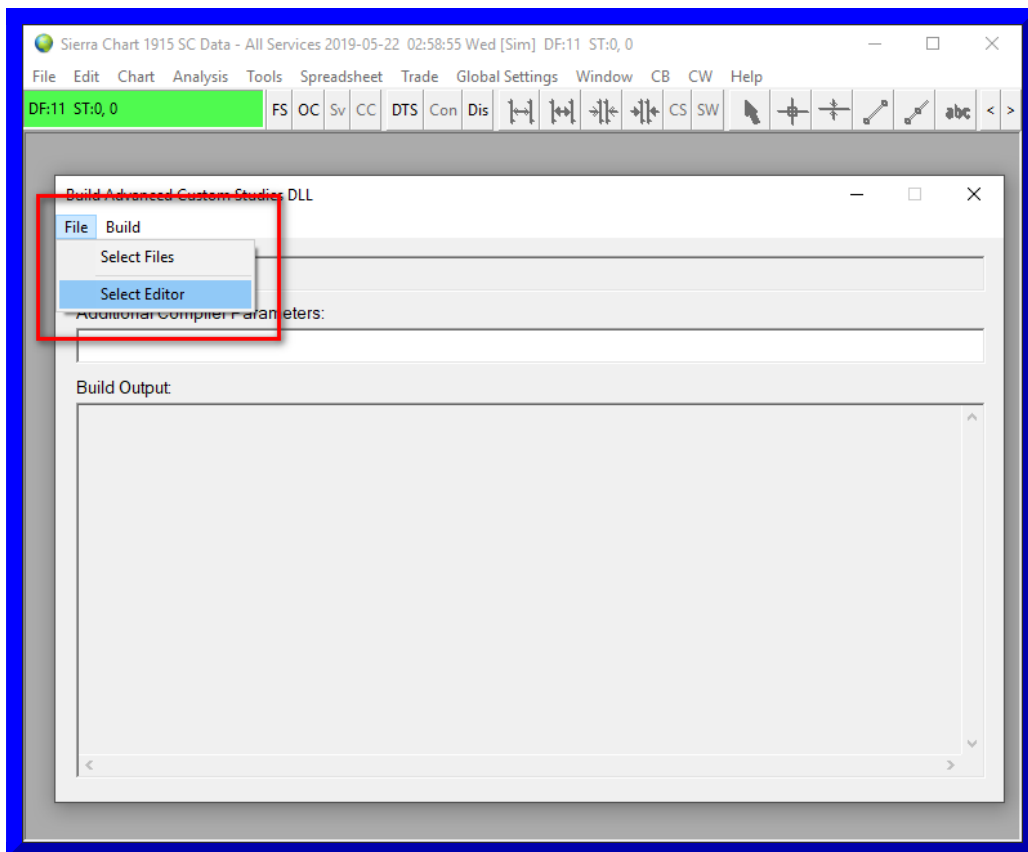 Sierra Chart 1915 SC Data - All Services 2019-05-22 02:58:55 Wed [Sim] DF:11 ST:0, 0
File Edit Chart Analysis Tools Spreadsheet Trade Global Settings Window CB CW Help
DF:11 ST:0, 0 FS OC Sv CC DTS Con Dis CS SW abc < >
Build Advanced Custom Studies DLL
File Build
Select Files
Select Editor
Additional Compiler Parameters:
Build Output: